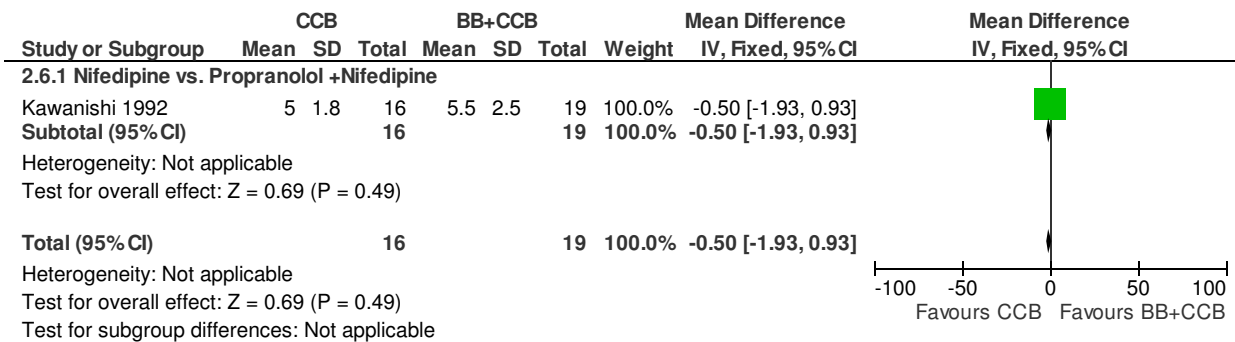 CCB BB+CCB Mean Difference Mean Difference
Study or Subgroup Mean SD Total Mean SD Total Weight IV, Fixed, 95% CI IV, Fixed, 95% CI
2.6.1 Nifedipine vs. Propranolol +Nifedipine
Kawanishi 1992 5 1.8 16 5.5 2.5 19 100.0% -0.50 [-1.93, 0.93]
Subtotal (95% CI) 16 19 100.0% -0.50 [-1.93, 0.93]
Heterogeneity: Not applicable
Test for overall effect: Z = 0.69 (P = 0.49)
Total (95% CI) 16 19 100.0% -0.50 [-1.93, 0.93]
Heterogeneity: Not applicable
-100 -50 0 50 100
Test for overall effect: Z = 0.69 (P = 0.49)
Favours CCB Favours BB+CCB
Test for subgroup differences: Not applicable